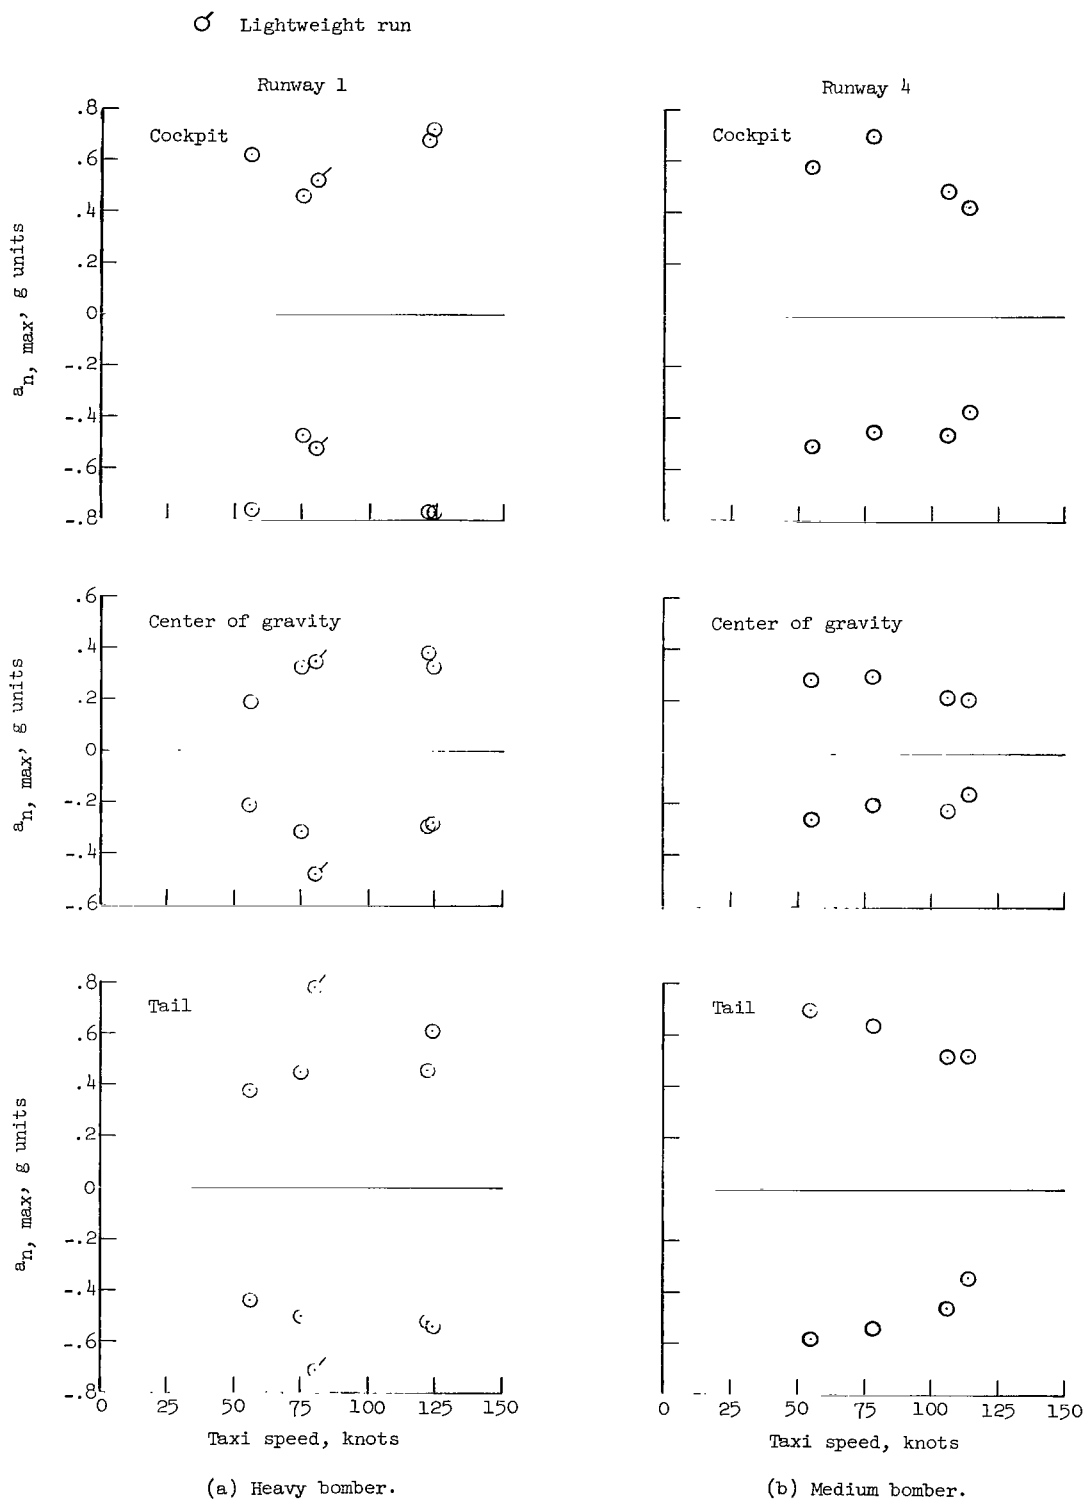 Lightweight run
Runway 1
Runway 4
.8
.6
.4
.2
0
-.2
-.4
-.6
-.8
Cockpit
Cockpit
a_n, max, g units
.6
.4
.2
0
-.2
-.4
-.6
Center of gravity
Center of gravity
a_n, max, g units
.8
.6
.4
.2
0
-.2
-.4
-.6
-.8
Tail
Tail
a_n, max, g units
0 25 50 75 100 125 150
0 25 50 75 100 125 150
Taxi speed, knots
Taxi speed, knots
(a) Heavy bomber.
(b) Medium bomber.